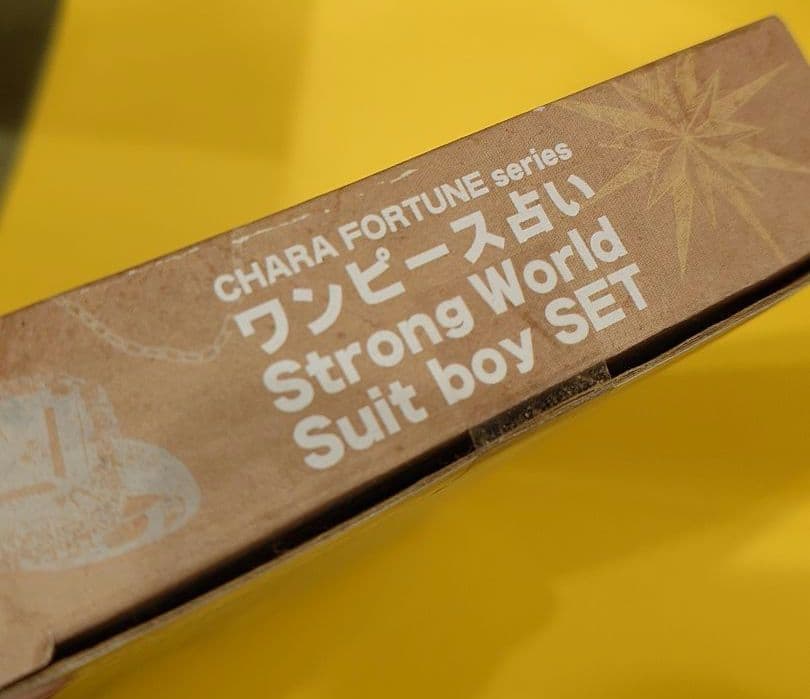 CHARA FORTUNE series
ワンピース占い
Strong World
Suit boy SET